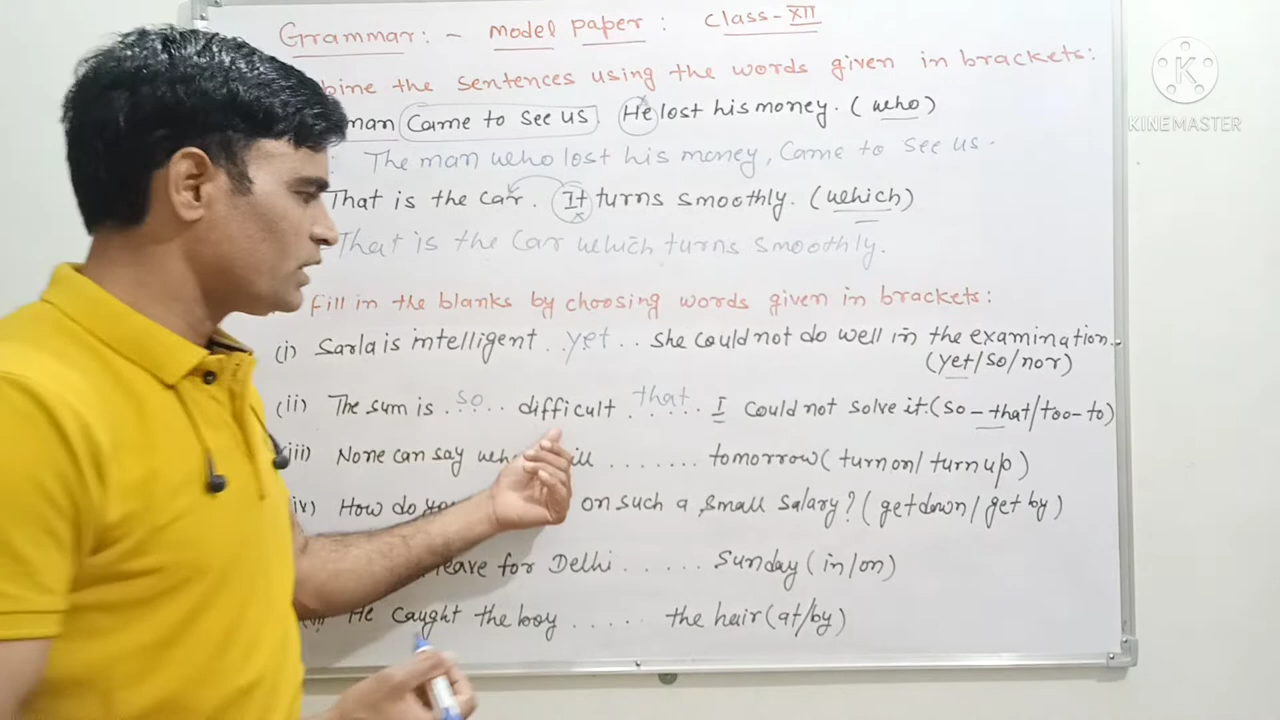 Grammar: - model paper : Class-XII
bine the sentences using the words given in brackets:
man Came to see us He lost his money. (who)
: The man who lost his money, Came to see us.
That is the car. It turns smoothly. (which)
That is the Car which turns smoothly.
fill in the blanks by choosing words given in brackets:
(i) Sarla is intelligent ..yet.. she could not do well in the examination..
(yet/so/nor)
(ii) The sum is ..so.. difficult ..that.. I could not solve it. (so-that/too-to)
iii) None can say ill ....... tomorrow (turn on/ turn up)
iv) How do on such a small salary? (get down/ get by)
leave for Delhi ...... Sunday (in/on)
He caught the boy ..... the hair (at/by)
K
KINEMASTER